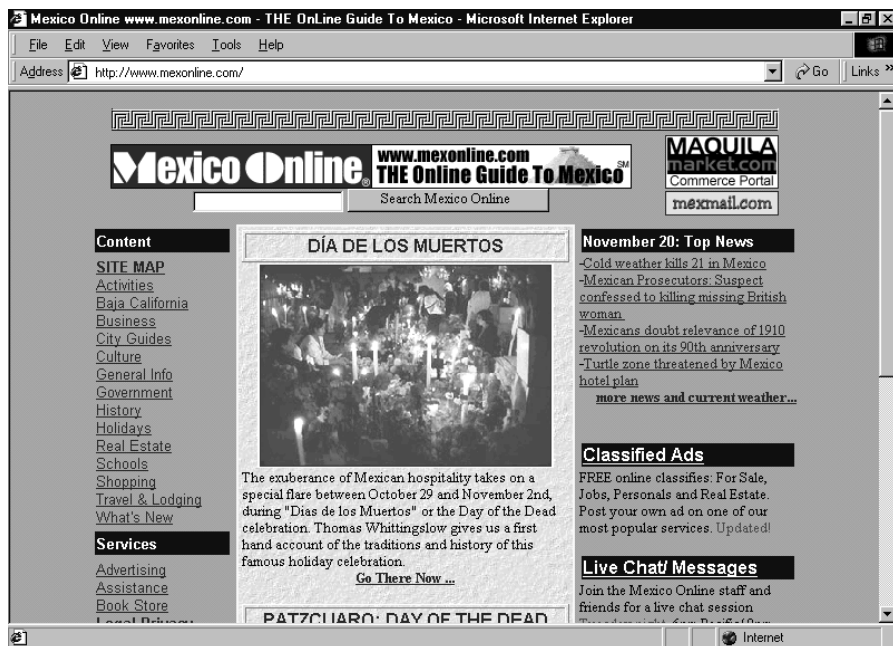 Mexico Online www.mexonline.com - THE OnLine Guide To Mexico - Microsoft Internet Explorer
File Edit View Favorites Tools Help
Address http://www.mexonline.com/ Go Links »
Mexico Online® www.mexonline.com
THE Online Guide To Mexico SM
MAQUILA
market.com
Commerce Portal
mexmail.com
Search Mexico Online
Content
SITE MAP
Activities
Baja California
Business
City Guides
Culture
General Info
Government
History
Holidays
Real Estate
Schools
Shopping
Travel & Lodging
What's New
Services
Advertising
Assistance
Book Store
Legal Privacy
DÍA DE LOS MUERTOS
The exuberance of Mexican hospitality takes on a
special flare between October 29 and November 2nd,
during "Dias de los Muertos" or the Day of the Dead
celebration. Thomas Whittingslow gives us a first
hand account of the traditions and history of this
famous holiday celebration.
Go There Now ...
PATZCUARO: DAY OF THE DEAD
November 20: Top News
-Cold weather kills 21 in Mexico
-Mexican Prosecutors: Suspect
confessed to killing missing British
woman
-Mexicans doubt relevance of 1910
revolution on its 90th anniversary
-Turtle zone threatened by Mexico
hotel plan
more news and current weather...
Classified Ads
FREE online classifies: For Sale,
Jobs, Personals and Real Estate.
Post your own ad on one of our
most popular services. Updated!
Live Chat/ Messages
Join the Mexico Online staff and
friends for a live chat session
Tuesday night, 6pm Pacific/9pm
Internet